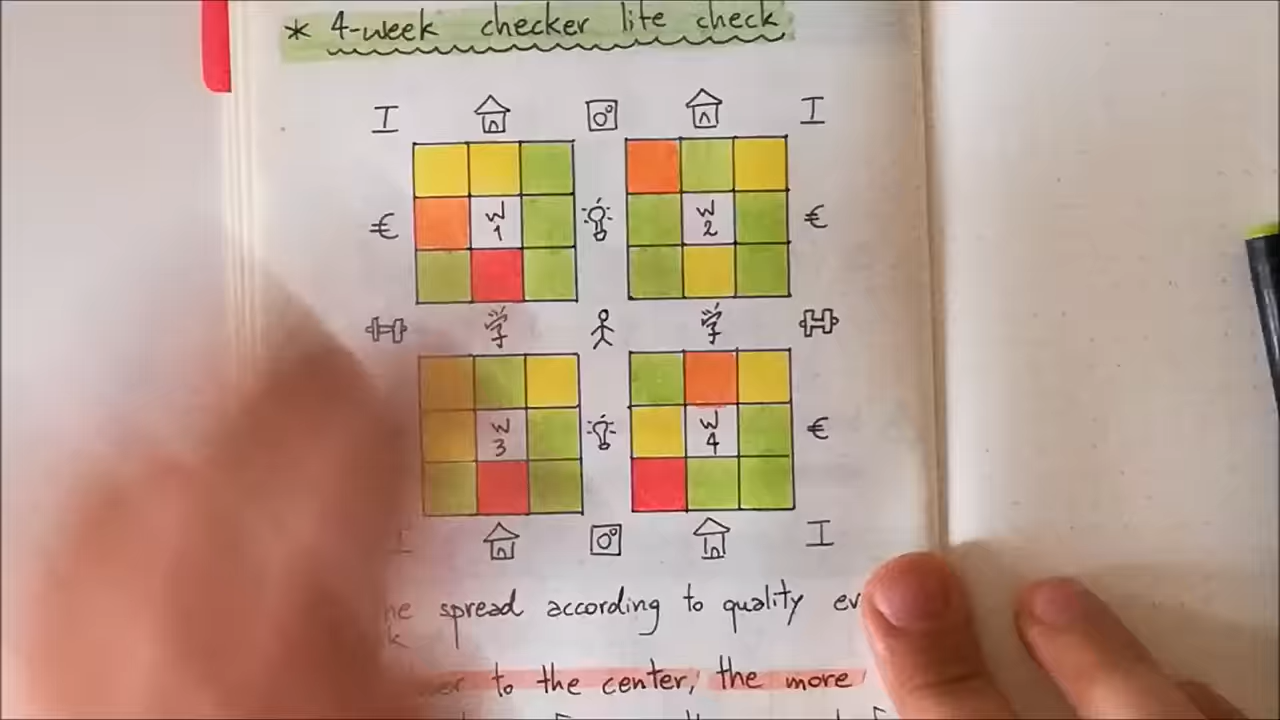 * 4-week checker life check
I I
W 1 W 2
€ €
W 3 W 4
€
I I
spread according to quality
to the center, the more